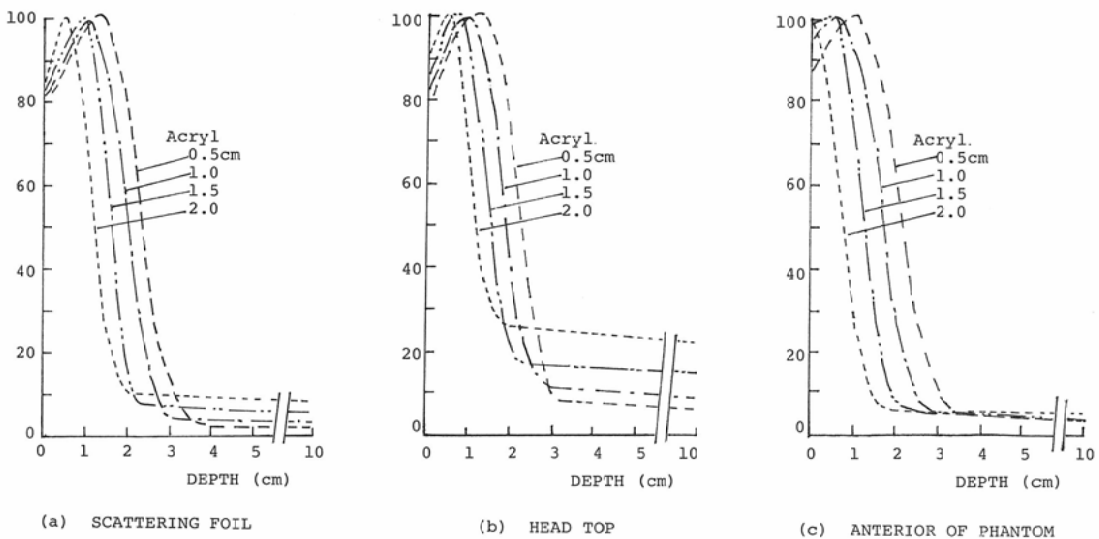 100
80
60
40
20
0
Acryl
0.5cm
1.0
1.5
2.0
0 1 2 3 4 5 10
DEPTH (cm)
(a) SCATTERING FOIL
100
80
60
40
20
0
Acryl.
0.5cm
1.0
1.5
2.0
0 1 2 3 4 5 10
DEPTH (cm)
(b) HEAD TOP
100
80
60
40
20
0
Acryl.
0.5cm
1.0
1.5
2.0
0 1 2 3 4 5 10
DEPTH (cm)
(c) ANTERIOR OF PHANTOM